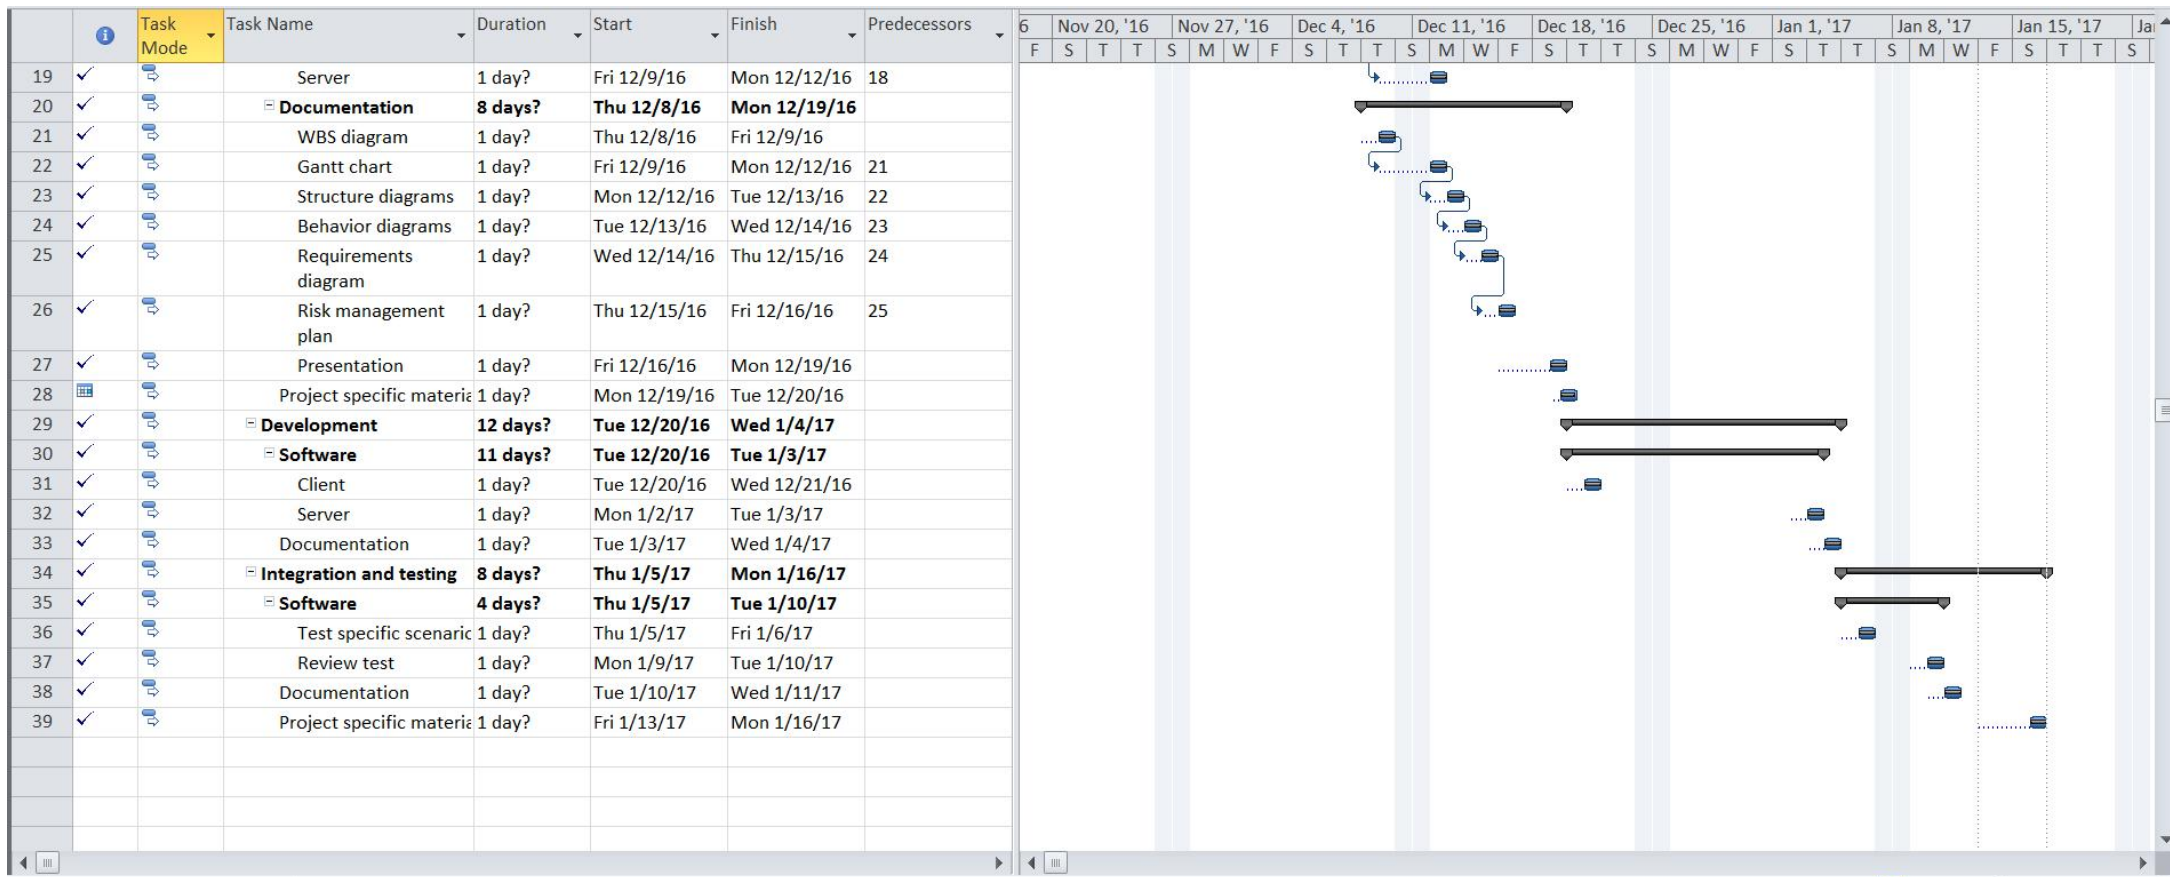 Task Mode Task Name Duration Start Finish Predecessors
19 Server 1 day? Fri 12/9/16 Mon 12/12/16 18
20 Documentation 8 days? Thu 12/8/16 Mon 12/19/16
21 WBS diagram 1 day? Thu 12/8/16 Fri 12/9/16
22 Gantt chart 1 day? Fri 12/9/16 Mon 12/12/16 21
23 Structure diagrams 1 day? Mon 12/12/16 Tue 12/13/16 22
24 Behavior diagrams 1 day? Tue 12/13/16 Wed 12/14/16 23
25 Requirements diagram 1 day? Wed 12/14/16 Thu 12/15/16 24
26 Risk management plan 1 day? Thu 12/15/16 Fri 12/16/16 25
27 Presentation 1 day? Fri 12/16/16 Mon 12/19/16
28 Project specific materia 1 day? Mon 12/19/16 Tue 12/20/16
29 Development 12 days? Tue 12/20/16 Wed 1/4/17
30 Software 11 days? Tue 12/20/16 Tue 1/3/17
31 Client 1 day? Tue 12/20/16 Wed 12/21/16
32 Server 1 day? Mon 1/2/17 Tue 1/3/17
33 Documentation 1 day? Tue 1/3/17 Wed 1/4/17
34 Integration and testing 8 days? Thu 1/5/17 Mon 1/16/17
35 Software 4 days? Thu 1/5/17 Tue 1/10/17
36 Test specific scenaric 1 day? Thu 1/5/17 Fri 1/6/17
37 Review test 1 day? Mon 1/9/17 Tue 1/10/17
38 Documentation 1 day? Tue 1/10/17 Wed 1/11/17
39 Project specific materia 1 day? Fri 1/13/17 Mon 1/16/17
6 Nov 20, '16 Nov 27, '16 Dec 4, '16 Dec 11, '16 Dec 18, '16 Dec 25, '16 Jan 1, '17 Jan 8, '17 Jan 15, '17 Ja
F S T T S M W F S T T S M W F S T T S M W F S T T S M W F S T T S